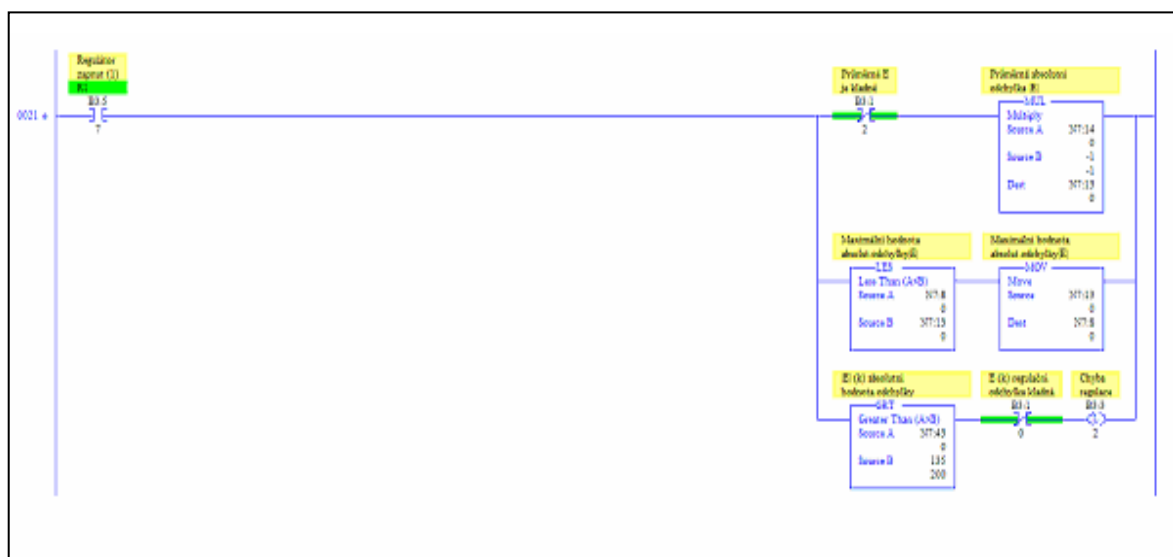 Regulátor
zapnut (1)
B3:5
7
0021
Průměrná E
je kladná
B3:1
2
Průměrná absolutní
odchylka |E|
MUL
Multiply
Source A N7:14
0
Source B -1
-1
Dest N7:13
0
Maximální hodnota
absolut odchylky|E|
LES
Less Than (A<B)
Source A N7:8
0
Source B N7:13
0
Maximální hodnota
absolut odchylky|E|
MOV
Move
Source N7:13
0
Dest N7:8
0
(k) absolutní
hodnota odchylky
GRT
Greater Than (A>B)
Source A N7:43
0
Source B
200
E (k) regulační
odchylka kladná
B3:1
0
Chyba
regulace
B3:3
2